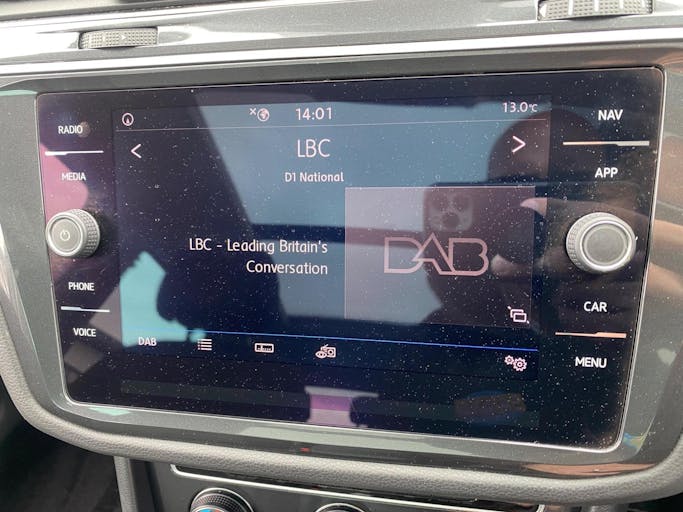 RADIO
MEDIA
PHONE
VOICE
14:01
13.0°C
LBC
D1 National
LBC - Leading Britain's
Conversation
DAB
DAB
NAV
APP
CAR
MENU